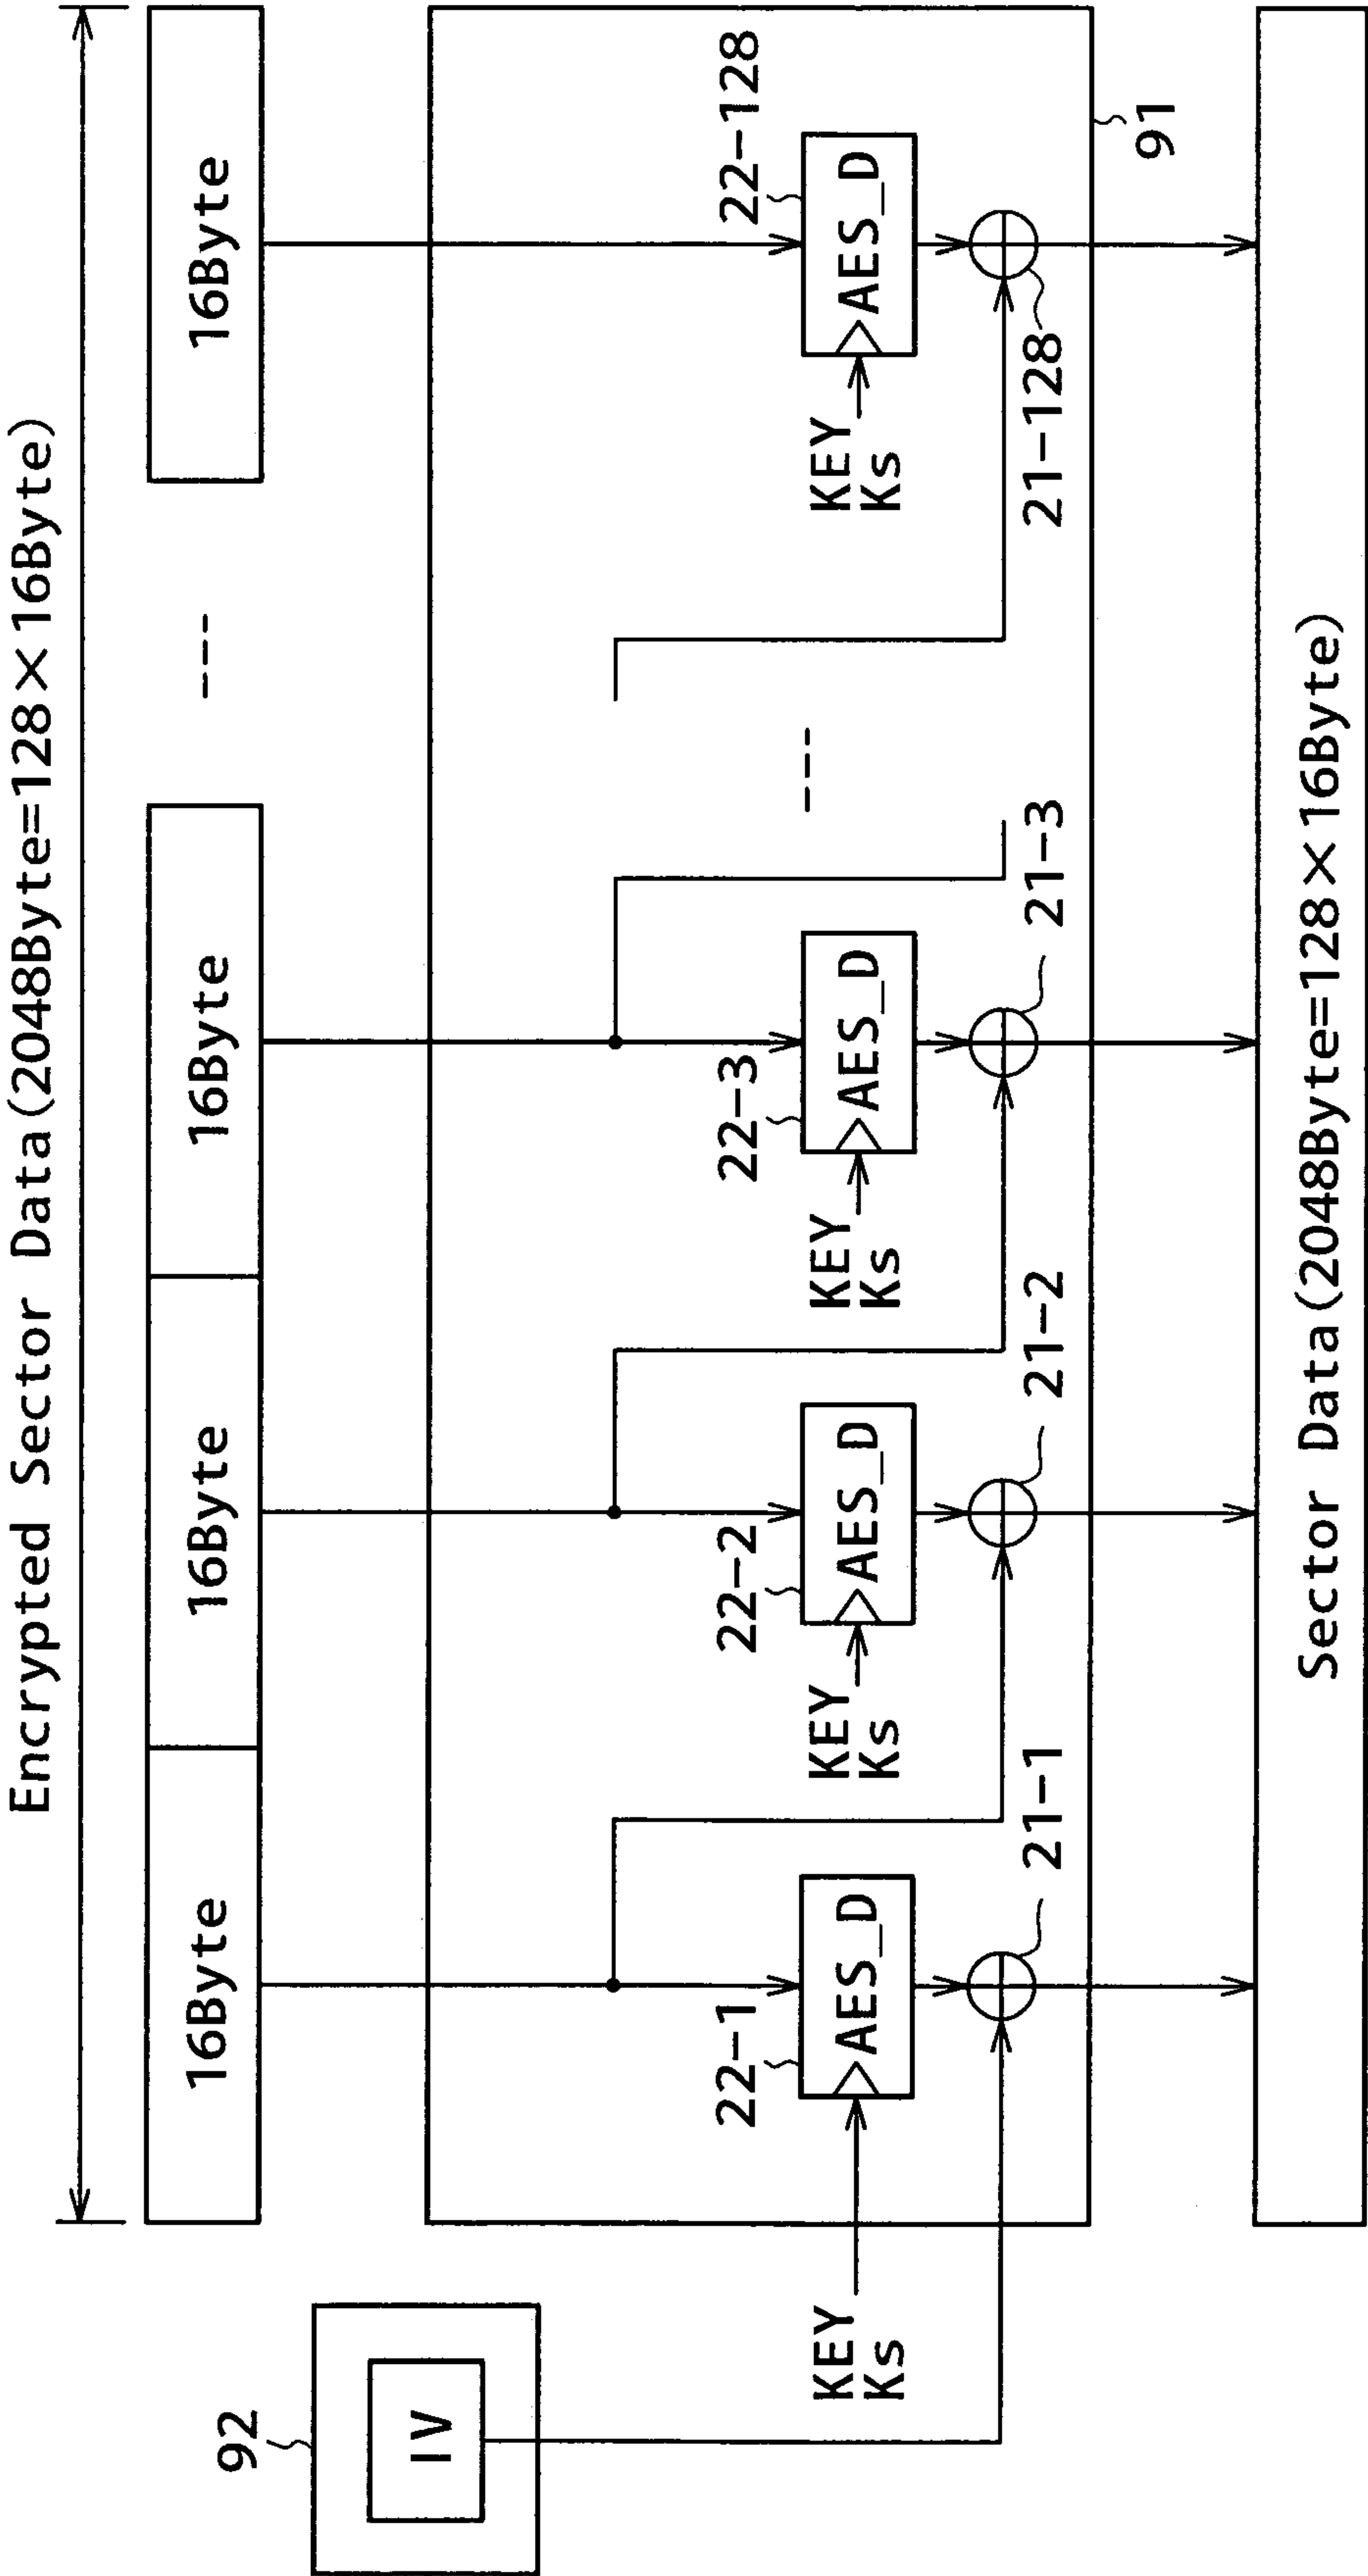 Encrypted Sector Data(2048Byte=128×16Byte)
16Byte
16Byte
16Byte
---
16Byte
92
IV
22-1
22-2
22-3
---
22-128
AES_D
AES_D
AES_D
AES_D
KEY
Ks
KEY
Ks
KEY
Ks
KEY
Ks
21-1
21-2
21-3
21-128
91
Sector Data(2048Byte=128×16Byte)